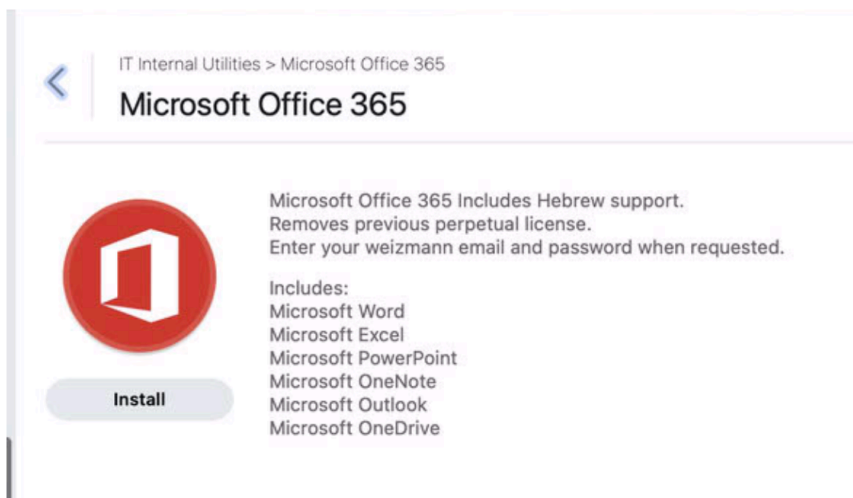 IT Internal Utilities > Microsoft Office 365
Microsoft Office 365
Microsoft Office 365 Includes Hebrew support.
Removes previous perpetual license.
Enter your weizmann email and password when requested.
Includes:
Microsoft Word
Microsoft Excel
Microsoft PowerPoint
Microsoft OneNote
Microsoft Outlook
Microsoft OneDrive
Install